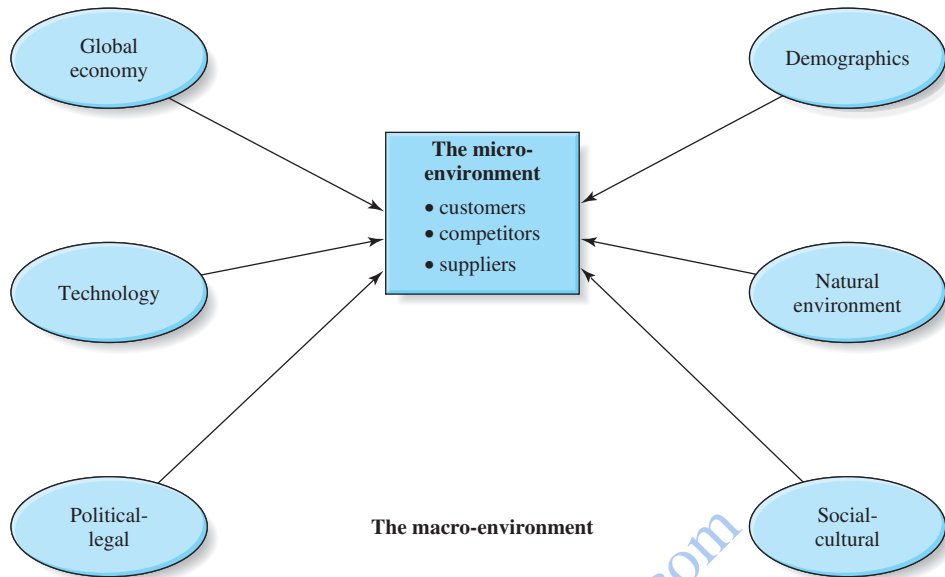 Global
economy
Demographics
The micro-
environment
• customers
• competitors
• suppliers
Technology
Natural
environment
Political-
legal
The macro-environment
Social-
cultural
com